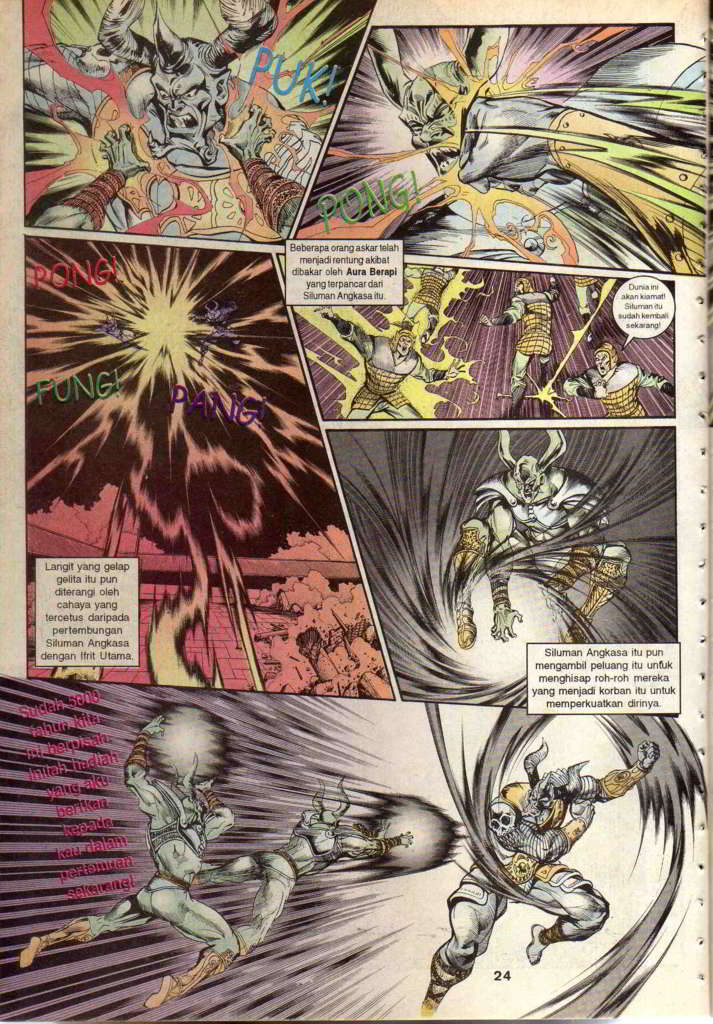 PUK!
PONG!
Beberapa orang askar telah
menjadi rentung akibat
dibakar oleh Aura Berapi
yang terpancar dari
Siluman Angkasa itu.
PONG!
FUNG!
PANG!
Dunia ini
akan kiamat!
Siluman itu
sudah kembali
sekarang!
Langit yang gelap
gelita itu pun
diterangi oleh
cahaya yang
tercetus daripada
pertembungan
Siluman Angkasa
dengan Ifrit Utama.
Siluman Angkasa itu pun
mengambil peluang itu untuk
menghisap roh-roh mereka
yang menjadi korban itu untuk
memperkuatkan dirinya.
Sudah 5000
tahun kita
ini berpisah.
Inilah hadiah
yang aku
berikan
kepada
kau dalam
pertemuan
sekarang!
24